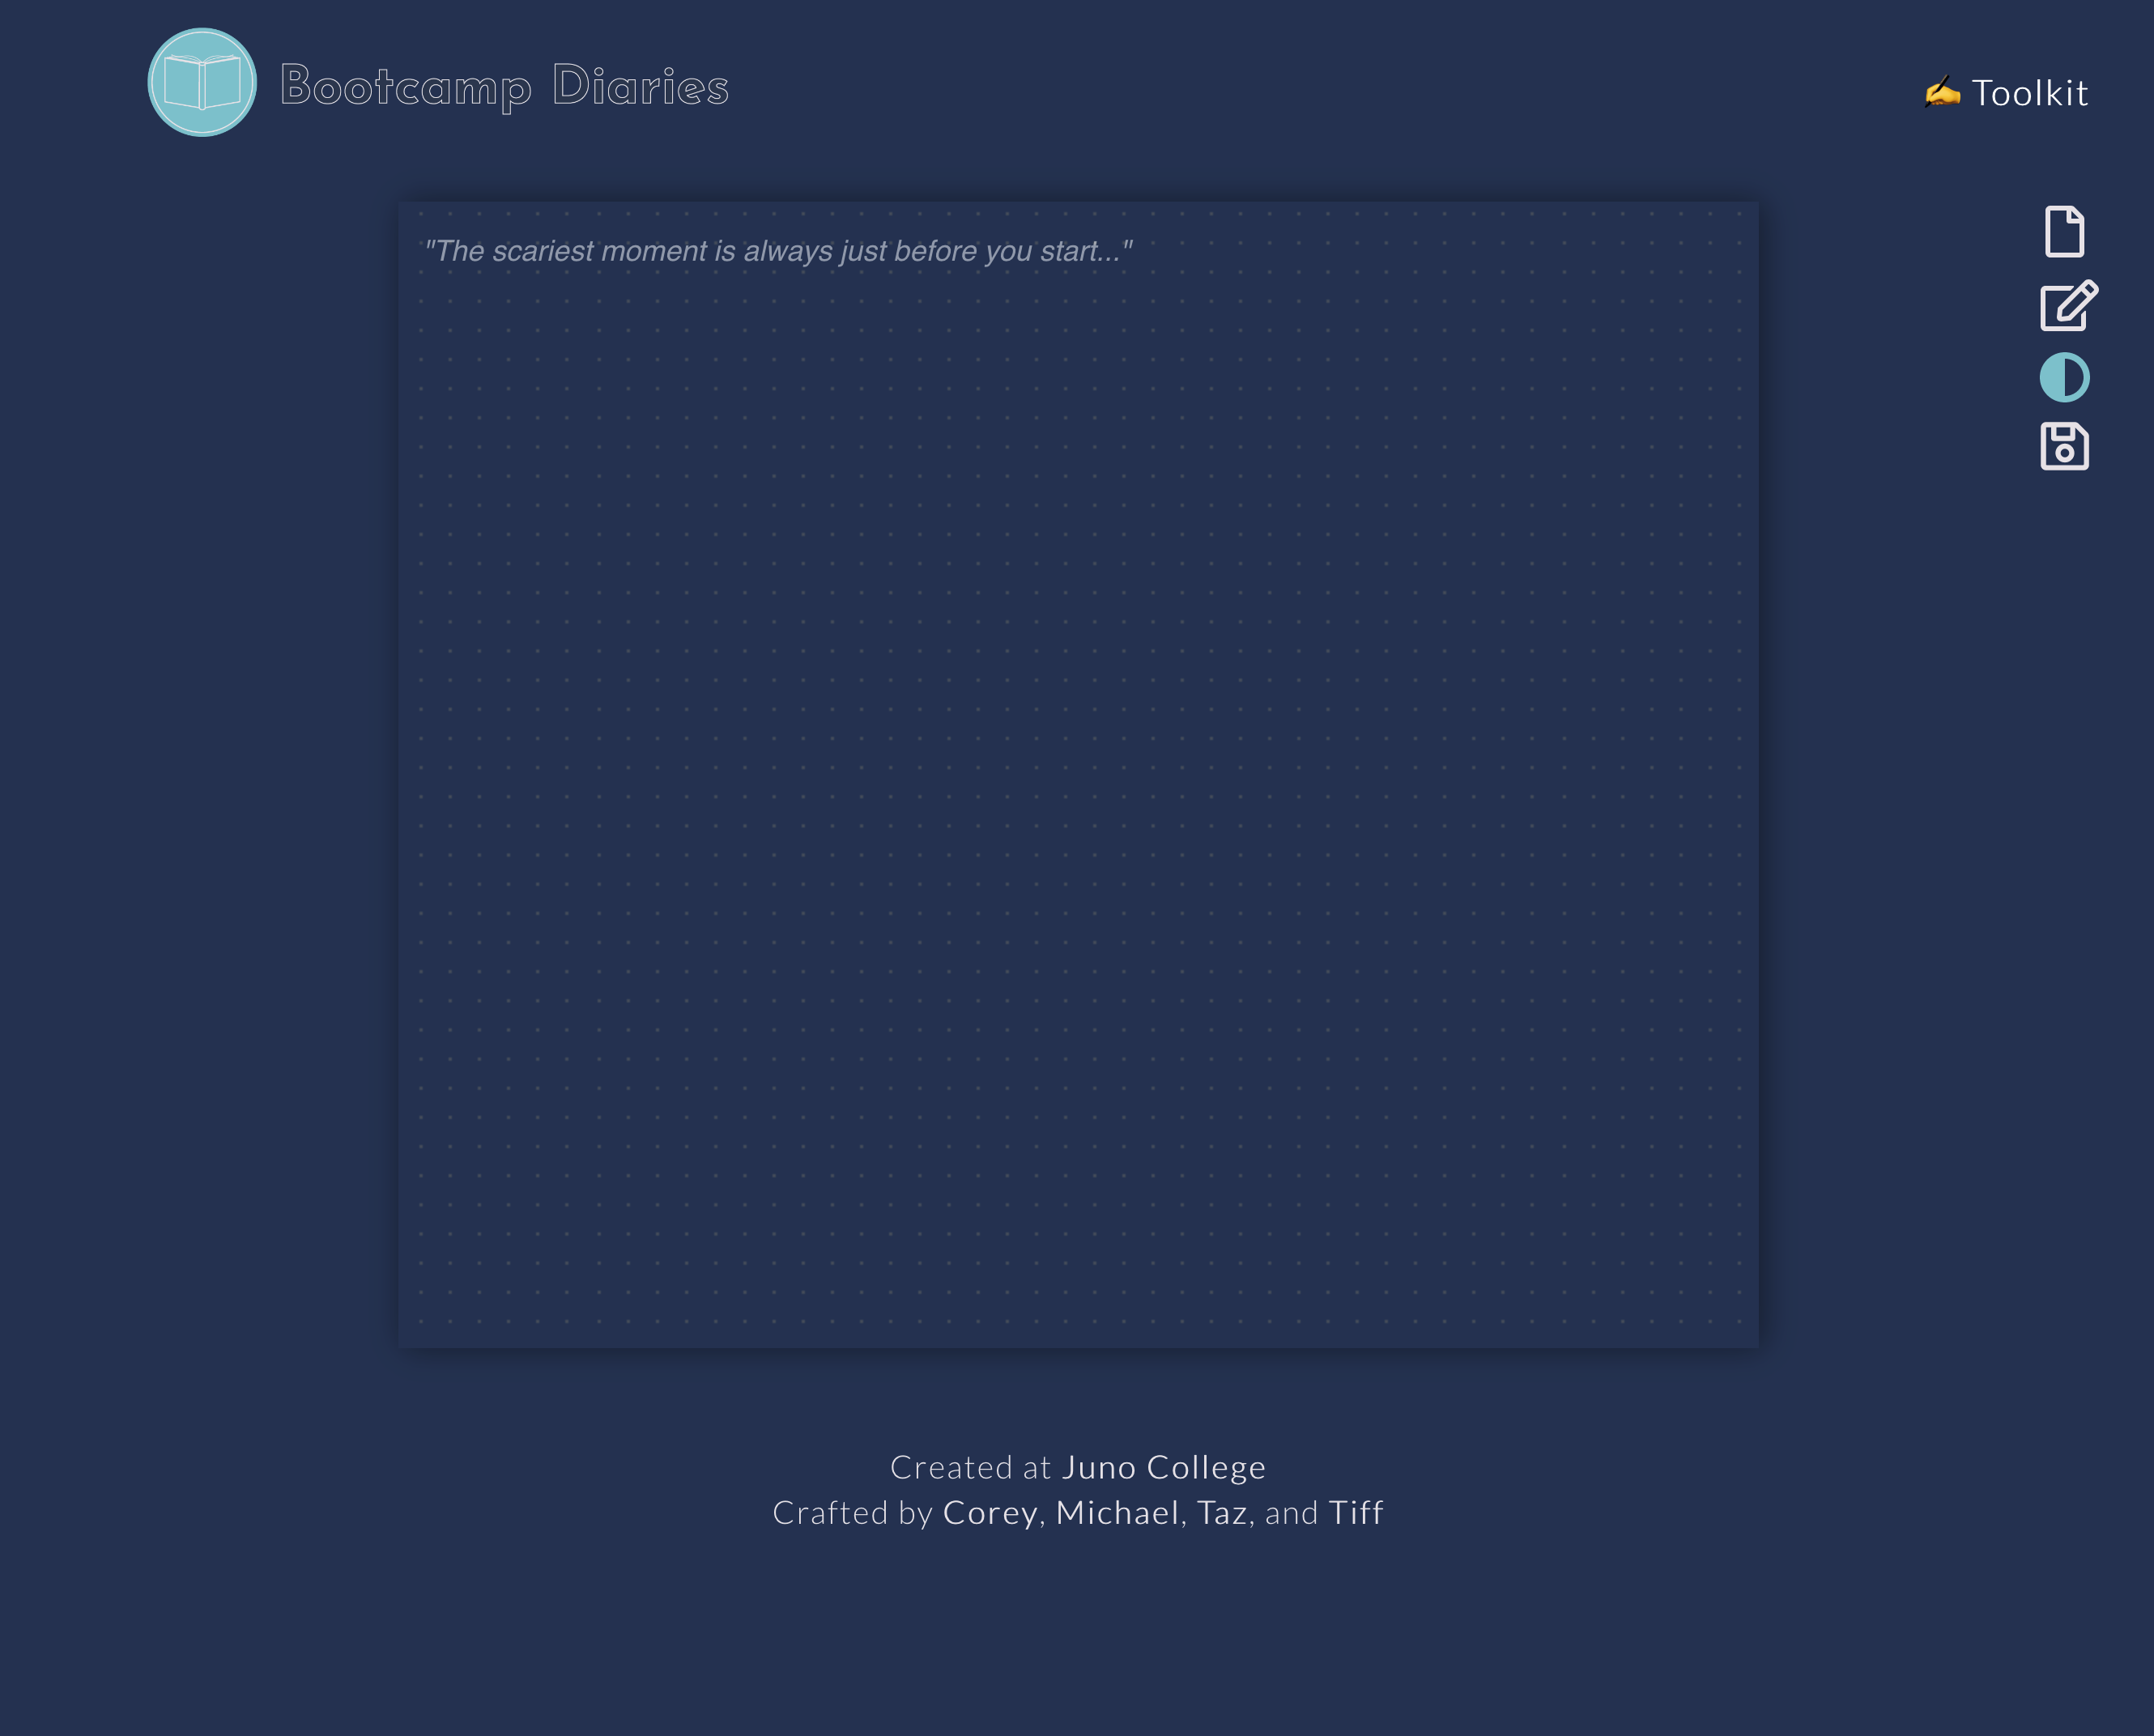 Bootcamp Diaries
✍️ Toolkit
"The scariest moment is always just before you start..."
Created at Juno College
Crafted by Corey, Michael, Taz, and Tiff